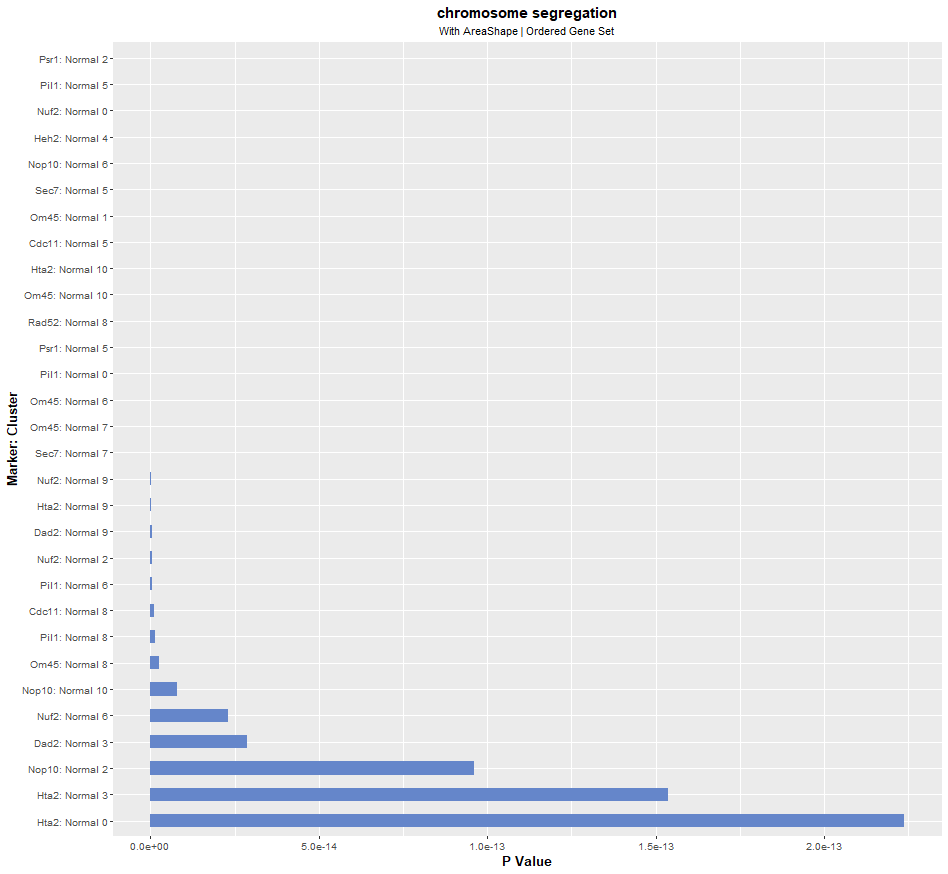 chromosome segregation
With AreaShape | Ordered Gene Set
Marker: Cluster
Psr1: Normal 2
Pil1: Normal 5
Nuf2: Normal 0
Heh2: Normal 4
Nop10: Normal 6
Sec7: Normal 5
Om45: Normal 1
Cdc11: Normal 5
Hta2: Normal 10
Om45: Normal 10
Rad52: Normal 8
Psr1: Normal 5
Pil1: Normal 0
Om45: Normal 6
Om45: Normal 7
Sec7: Normal 7
Nuf2: Normal 9
Hta2: Normal 9
Dad2: Normal 9
Nuf2: Normal 2
Pil1: Normal 6
Cdc11: Normal 8
Pil1: Normal 8
Om45: Normal 8
Nop10: Normal 10
Nuf2: Normal 6
Dad2: Normal 3
Nop10: Normal 2
Hta2: Normal 3
Hta2: Normal 0
0.0e+00 5.0e-14 1.0e-13 1.5e-13 2.0e-13
P Value